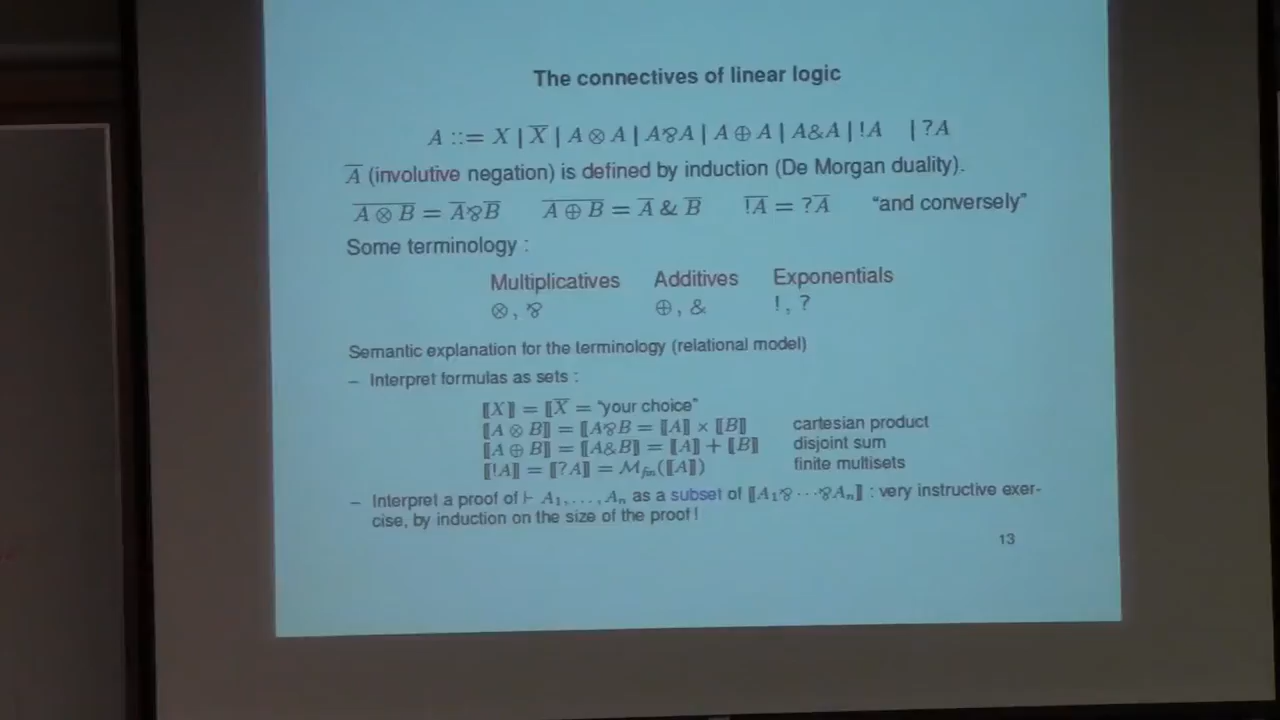 The connectives of linear logic
A ::= X | X̅ | A ⊗ A | A⅋A | A ⊕ A | A&A | !A | ?A
A̅ (involutive negation) is defined by induction (De Morgan duality).
\overline{A ⊗ B} = A̅⅋B̅ \overline{A ⊕ B} = A̅ & B̅ \overline{!A} = ?A̅ “and conversely”
Some terminology :
Multiplicatives Additives Exponentials
⊗, ⅋ ⊕, & !, ?
Semantic explanation for the terminology (relational model)
– Interpret formulas as sets :
⟦X⟧ = ⟦X̅ = “your choice”
⟦A ⊗ B⟧ = ⟦A⅋B = ⟦A⟧ × ⟦B⟧ cartesian product
⟦A ⊕ B⟧ = ⟦A&B⟧ = ⟦A⟧ + ⟦B⟧ disjoint sum
⟦!A⟧ = ⟦?A⟧ = M_fin(⟦A⟧) finite multisets
– Interpret a proof of ⊢ A₁, . . . , Aₙ as a subset of ⟦A₁⅋ · · · ⅋Aₙ⟧ : very instructive exer-
cise, by induction on the size of the proof !
13